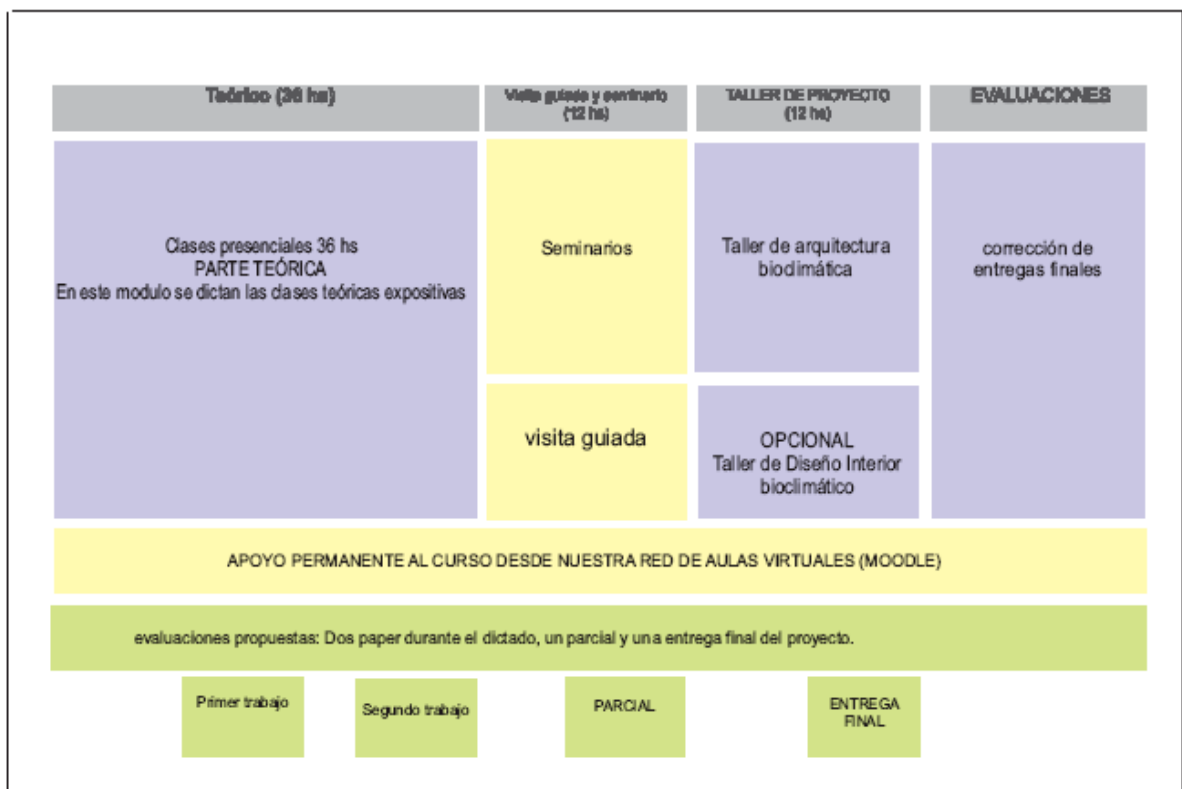 Teórico (36 hs)
Visita guiada y seminario
(12 hs)
TALLER DE PROYECTO
(12 hs)
EVALUACIONES
Clases presenciales 36 hs
PARTE TEÓRICA
En este modulo se dictan las clases teóricas expositivas
Seminarios
Taller de arquitectura
bioclimática
corrección de
entregas finales
visita guiada
OPCIONAL
Taller de Diseño Interior
bioclimático
APOYO PERMANENTE AL CURSO DESDE NUESTRA RED DE AULAS VIRTUALES (MOODLE)
evaluaciones propuestas: Dos paper durante el dictado, un parcial y una entrega final del proyecto.
Primer trabajo
Segundo trabajo
PARCIAL
ENTREGA
FINAL